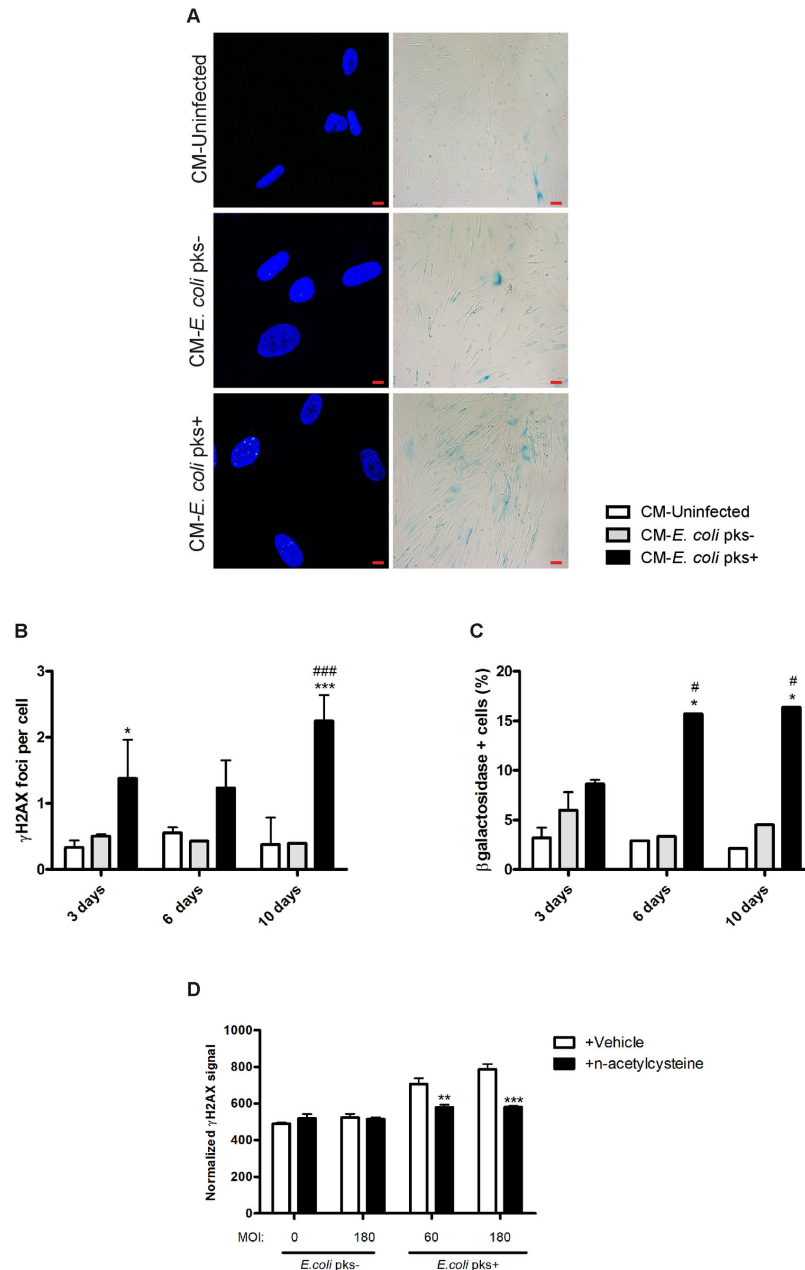 A
CM-Uninfected
CM-E. coli pks-
CM-E. coli pks+
CM-Uninfected
CM-E. coli pks-
CM-E. coli pks+
B
γH2AX foci per cell
3
2
1
0
*
###
***
3 days
6 days
10 days
C
βgalactosidase + cells (%)
20
15
10
5
0
#
*
#
*
3 days
6 days
10 days
D
Normalized γH2AX signal
1000
800
600
400
200
0
**
***
+Vehicle
+n-acetylcysteine
MOI: 0 180 60 180
E.coli pks- E.coli pks+